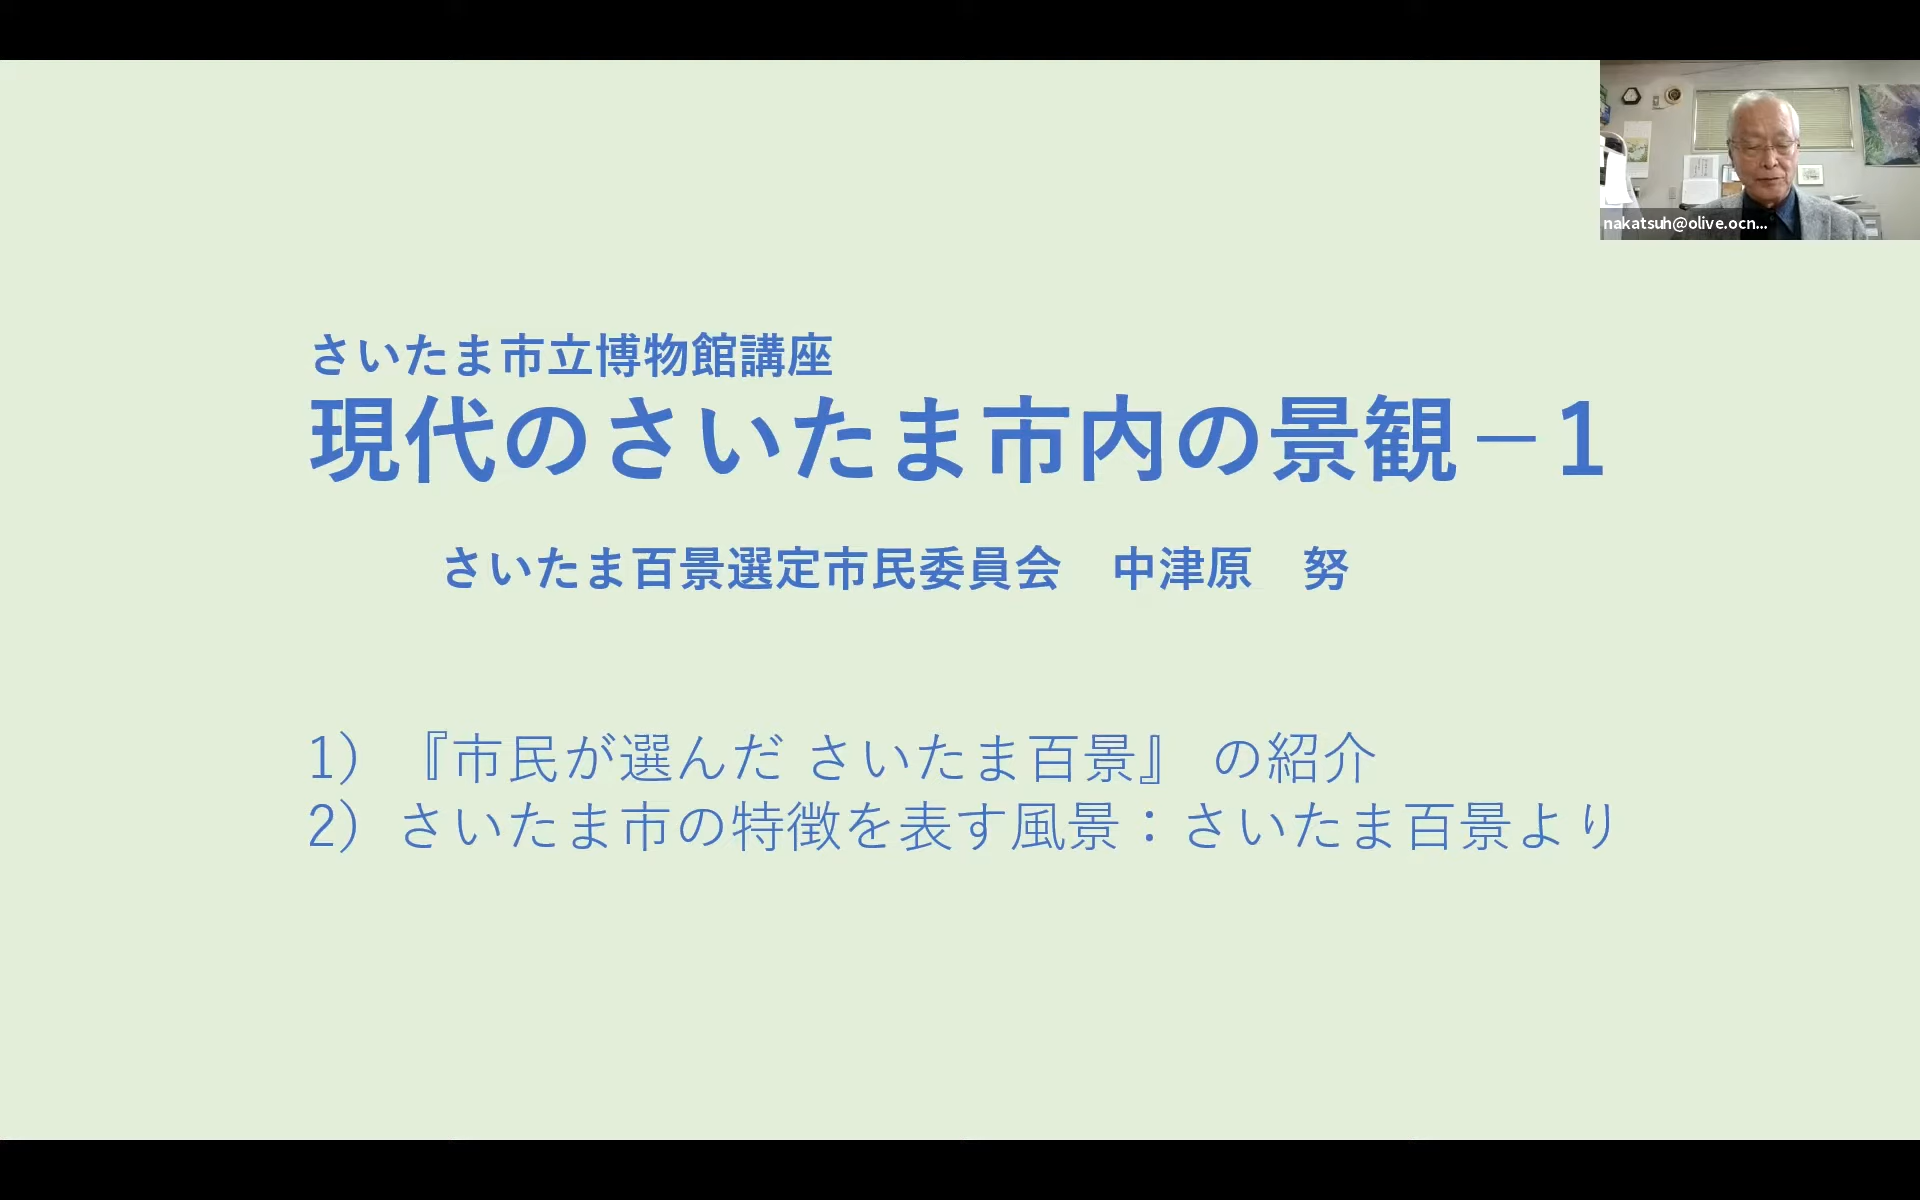 nakatsuh@olive.ocn...
さいたま市立博物館講座
現代のさいたま市内の景観－1
さいたま百景選定市民委員会　中津原　努
1）『市民が選んだ さいたま百景』 の紹介
2）さいたま市の特徴を表す風景：さいたま百景より